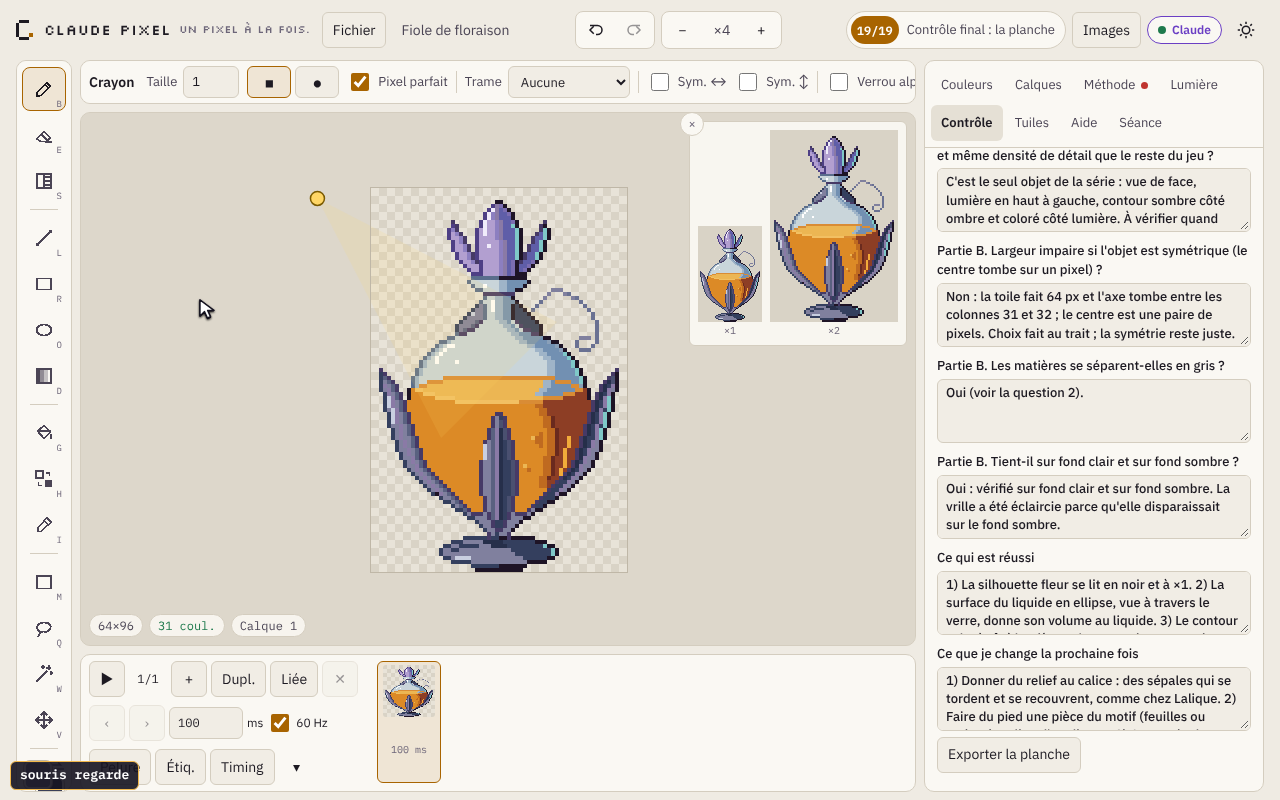 CLAUDE PIXEL UN PIXEL À LA FOIS. Fichier Fiole de floraison − ×4 + 19/19 Contrôle final : la planche Images Claude
Crayon Taille 1 Pixel parfait Trame Aucune Sym. ↔ Sym. ↕ Verrou alp
Couleurs Calques Méthode Lumière
Contrôle Tuiles Aide Séance
B
E
S
L
R
O
D
G
H
I
M
Q
W
V
×
×1 ×2
64×96 31 coul. Calque 1
1/1 + Dupl. Liée ×
‹ › 100 ms 60 Hz
Étiq. Timing ▼
100 ms
souris regarde
et même densité de détail que le reste du jeu ?
C'est le seul objet de la série : vue de face,
lumière en haut à gauche, contour sombre côté
ombre et coloré côté lumière. À vérifier quand
Partie B. Largeur impaire si l'objet est symétrique (le
centre tombe sur un pixel) ?
Non : la toile fait 64 px et l'axe tombe entre les
colonnes 31 et 32 ; le centre est une paire de
pixels. Choix fait au trait ; la symétrie reste juste.
Partie B. Les matières se séparent-elles en gris ?
Oui (voir la question 2).
Partie B. Tient-il sur fond clair et sur fond sombre ?
Oui : vérifié sur fond clair et sur fond sombre. La
vrille a été éclaircie parce qu'elle disparaissait
sur le fond sombre.
Ce qui est réussi
1) La silhouette fleur se lit en noir et à ×1. 2) La
surface du liquide en ellipse, vue à travers le
verre, donne son volume au liquide. 3) Le contour
Ce que je change la prochaine fois
1) Donner du relief au calice : des sépales qui se
tordent et se recouvrent, comme chez Lalique. 2)
Faire du pied une pièce du motif (feuilles ou
Exporter la planche